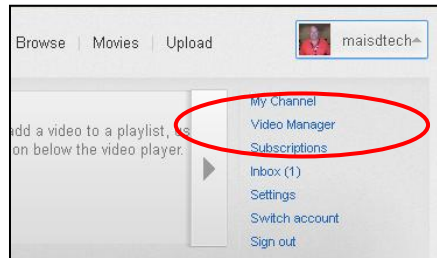 Browse | Movies | Upload
maisdtech
My Channel
add a video to a playlist, us
Video Manager
on below the video player.
Subscriptions
Inbox (1)
Settings
Switch account
Sign out